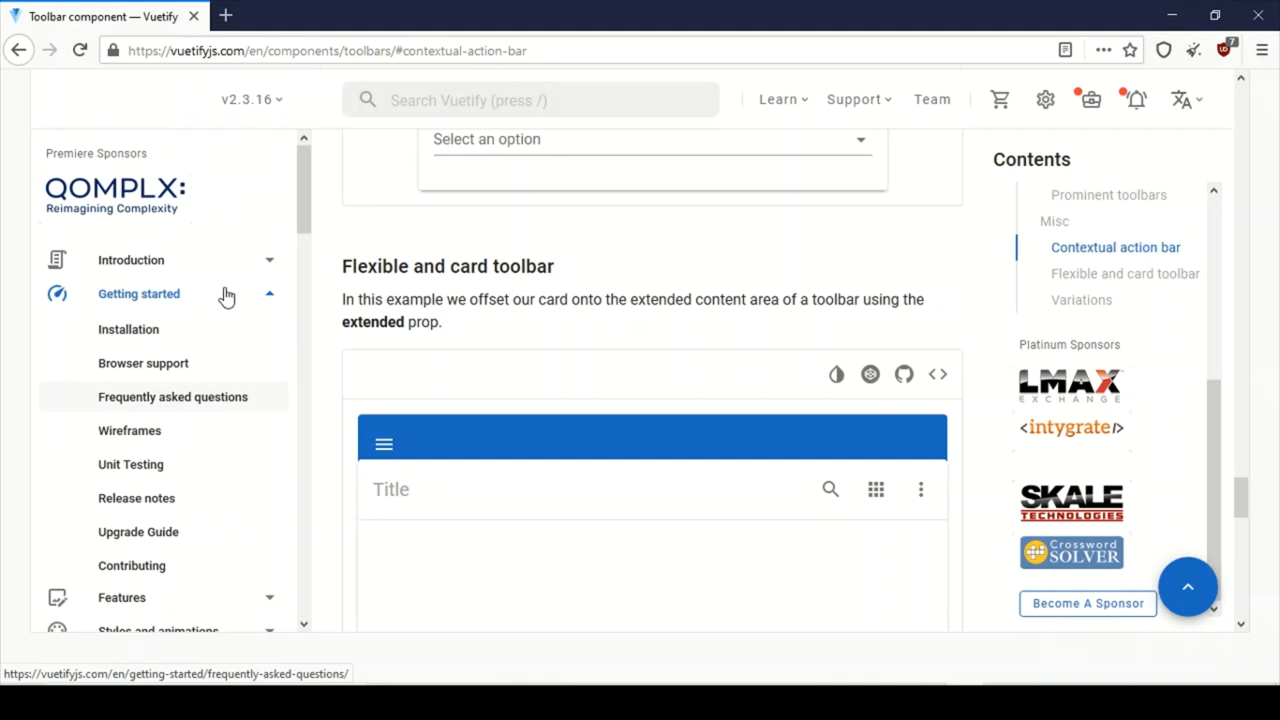 Toolbar component — Vuetify
https://vuetifyjs.com/en/components/toolbars/#contextual-action-bar
7
v2.3.16
Search Vuetify (press /)
Learn
Support
Team
Premiere Sponsors
QOMPLX:
Reimagining Complexity
Introduction
Getting started
Installation
Browser support
Frequently asked questions
Wireframes
Unit Testing
Release notes
Upgrade Guide
Contributing
Features
Styles and animations
Select an option
Flexible and card toolbar
In this example we offset our card onto the extended content area of a toolbar using the
extended prop.
Title
Contents
Prominent toolbars
Misc
Contextual action bar
Flexible and card toolbar
Variations
Platinum Sponsors
LMAX
EXCHANGE
<intygrate/>
SKALE
TECHNOLOGIES
Crossword
SOLVER
Become A Sponsor
https://vuetifyjs.com/en/getting-started/frequently-asked-questions/